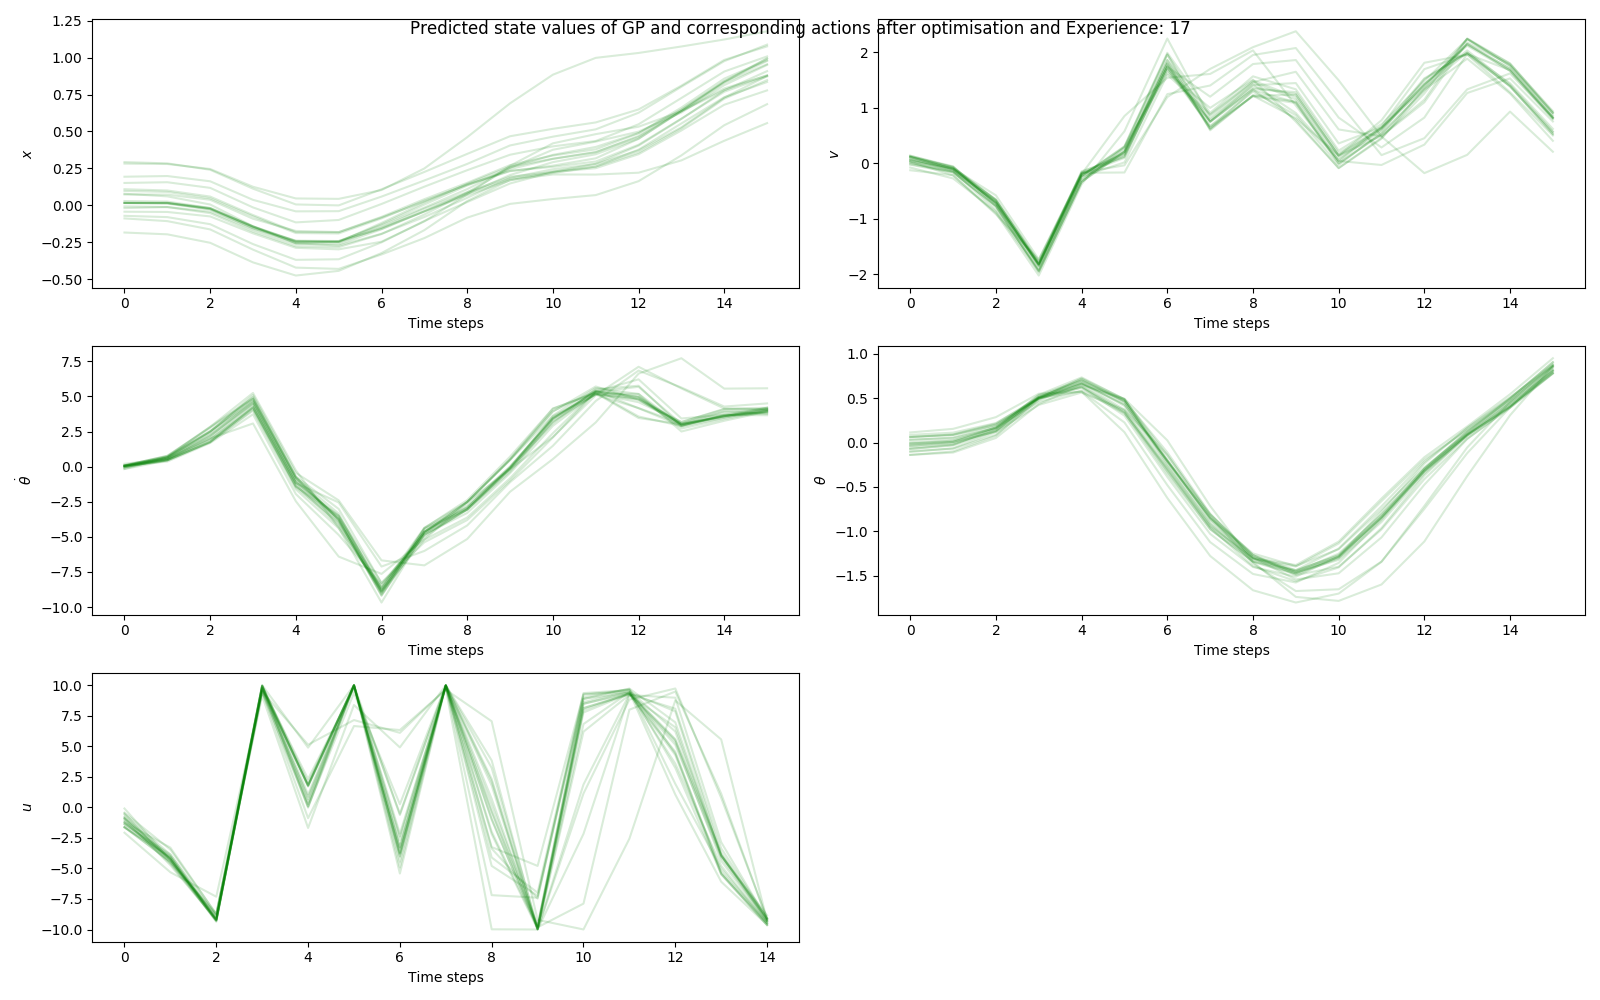 Predicted state values of GP and corresponding actions after optimisation and Experience: 17
1.25
1.00
0.75
0.50
0.25
0.00
−0.25
−0.50
x
0 2 4 6 8 10 12 14
Time steps
2
1
0
−1
−2
v
0 2 4 6 8 10 12 14
Time steps
7.5
5.0
2.5
0.0
−2.5
−5.0
−7.5
−10.0
θ̇
0 2 4 6 8 10 12 14
Time steps
1.0
0.5
0.0
−0.5
−1.0
−1.5
θ
0 2 4 6 8 10 12 14
Time steps
10.0
7.5
5.0
2.5
0.0
−2.5
−5.0
−7.5
−10.0
u
0 2 4 6 8 10 12 14
Time steps